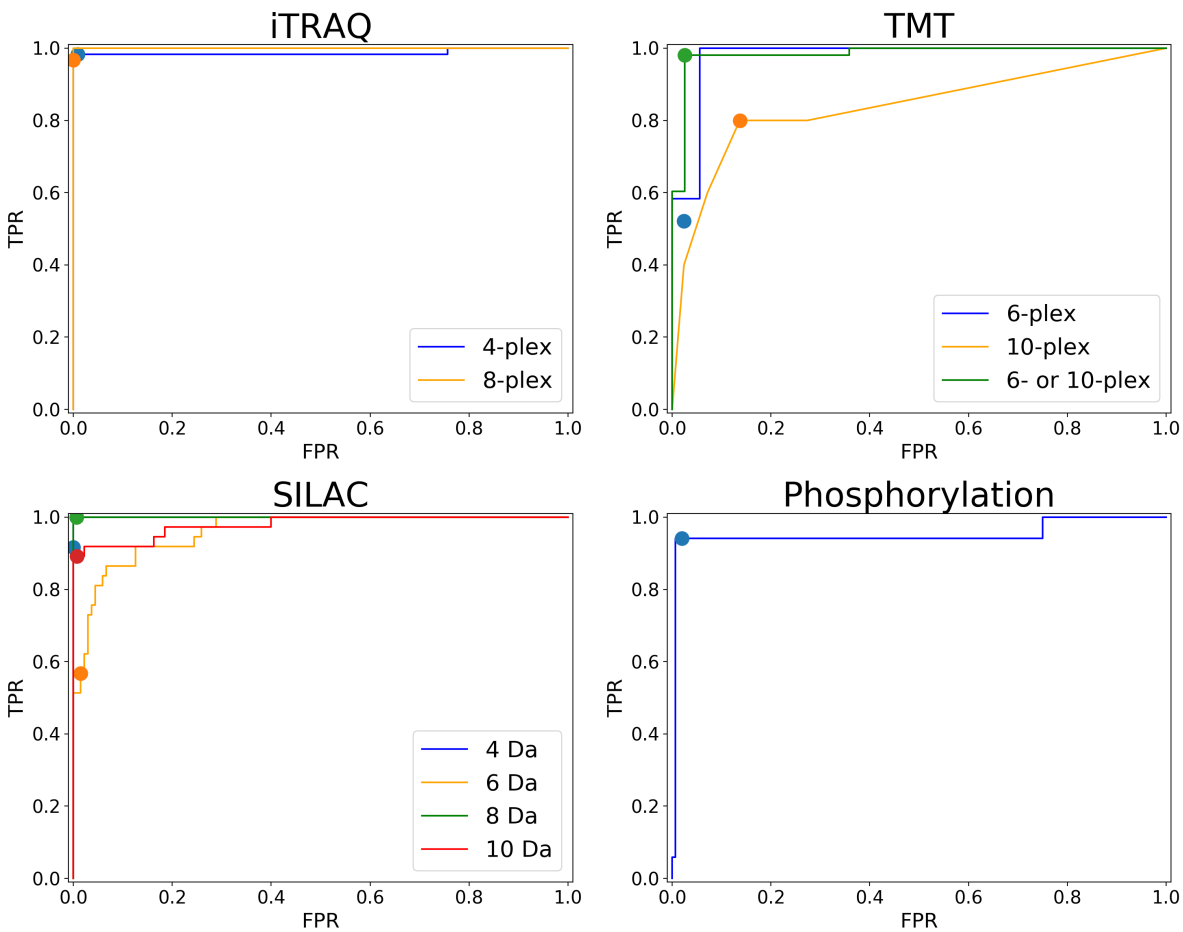 iTRAQ
1.0
0.8
0.6
0.4
0.2
0.0
TPR
0.0 0.2 0.4 0.6 0.8 1.0
FPR
4-plex
8-plex
TMT
1.0
0.8
0.6
0.4
0.2
0.0
TPR
0.0 0.2 0.4 0.6 0.8 1.0
FPR
6-plex
10-plex
6- or 10-plex
SILAC
1.0
0.8
0.6
0.4
0.2
0.0
TPR
0.0 0.2 0.4 0.6 0.8 1.0
FPR
4 Da
6 Da
8 Da
10 Da
Phosphorylation
1.0
0.8
0.6
0.4
0.2
0.0
TPR
0.0 0.2 0.4 0.6 0.8 1.0
FPR